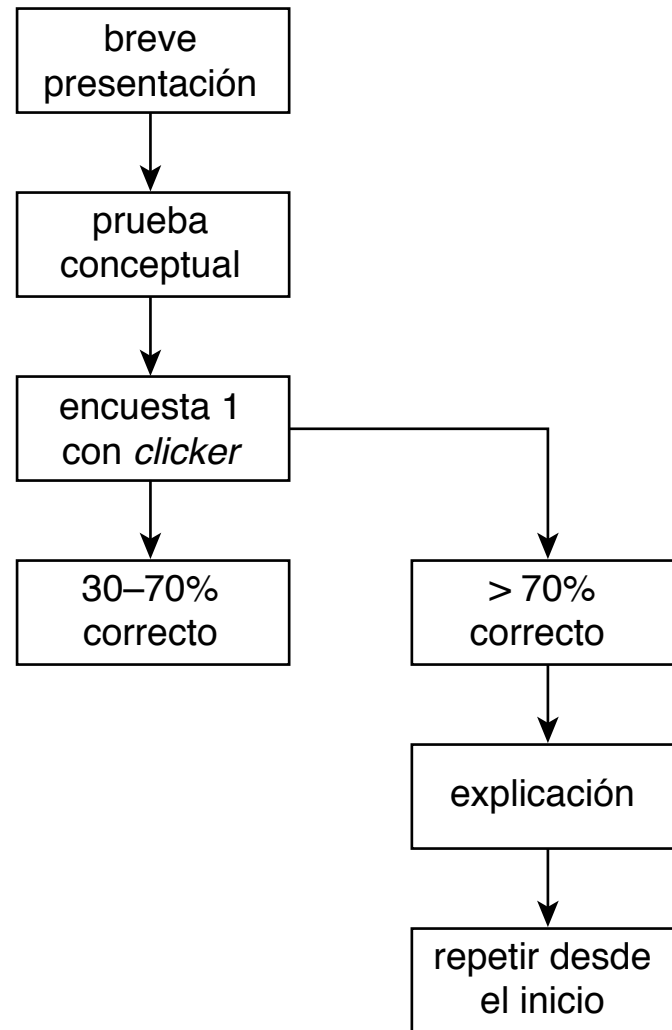 breve
presentación
prueba
conceptual
encuesta 1
con clicker
30–70%
correcto
> 70%
correcto
explicación
repetir desde
el inicio